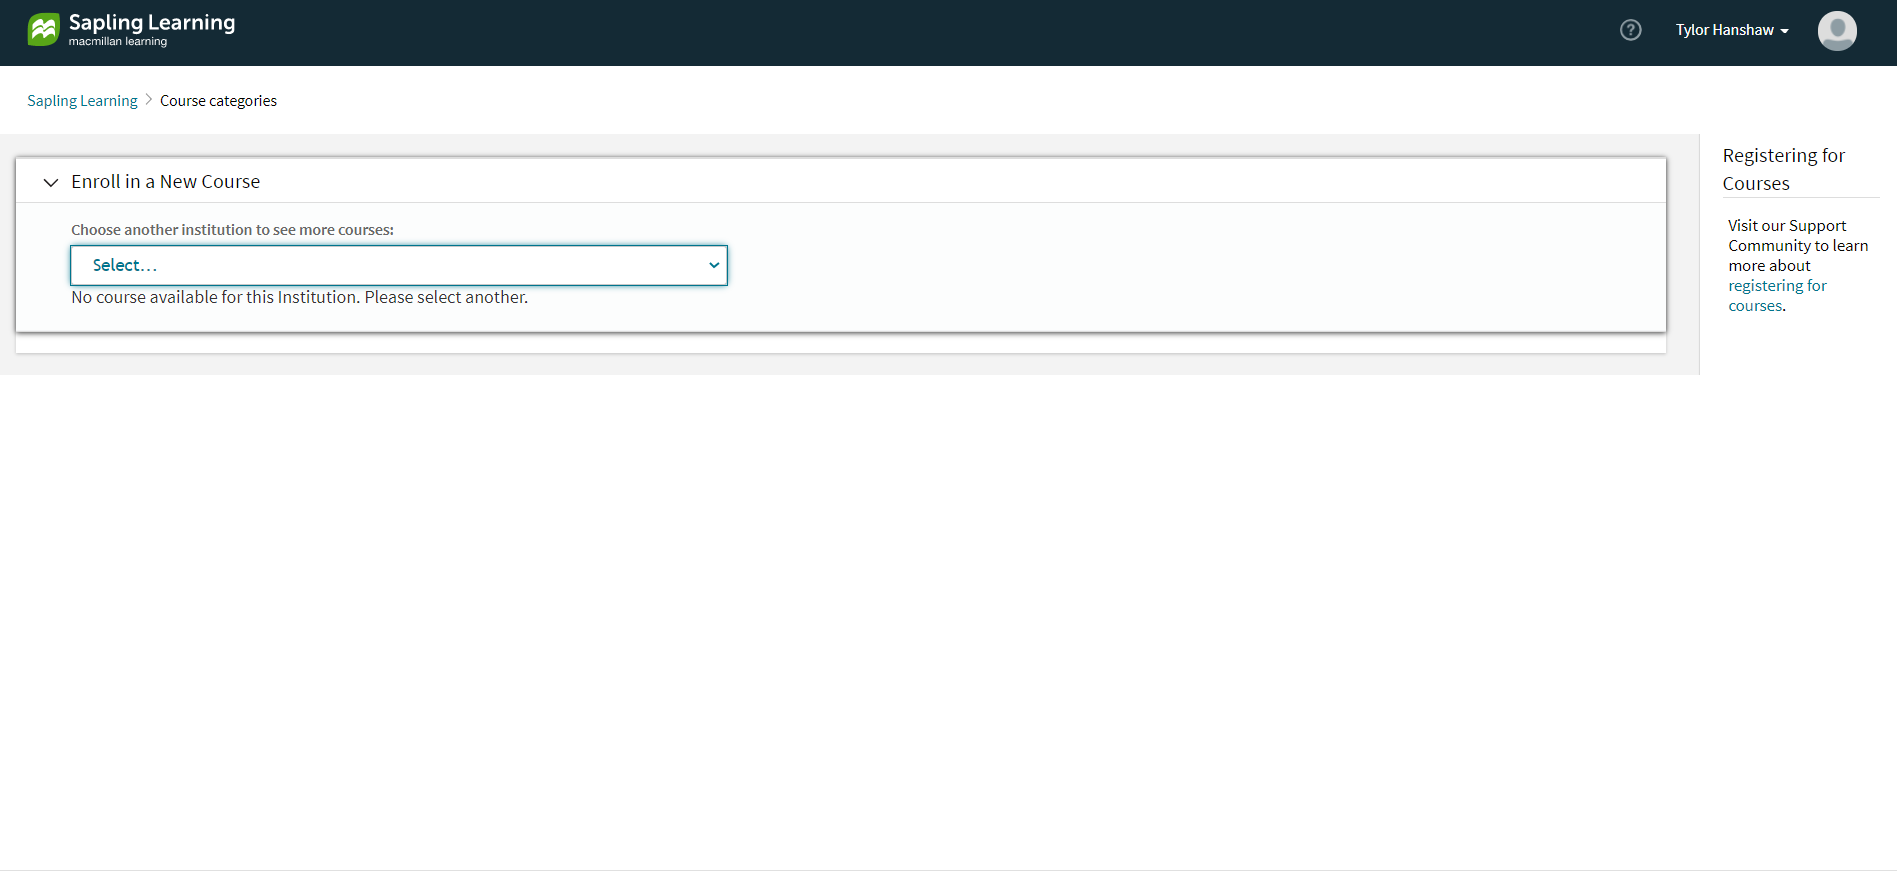 Sapling Learning
macmillan learning
?
Tylor Hanshaw
Sapling Learning > Course categories
Enroll in a New Course
Choose another institution to see more courses:
Select...
No course available for this Institution. Please select another.
Registering for
Courses
Visit our Support
Community to learn
more about
registering for
courses.